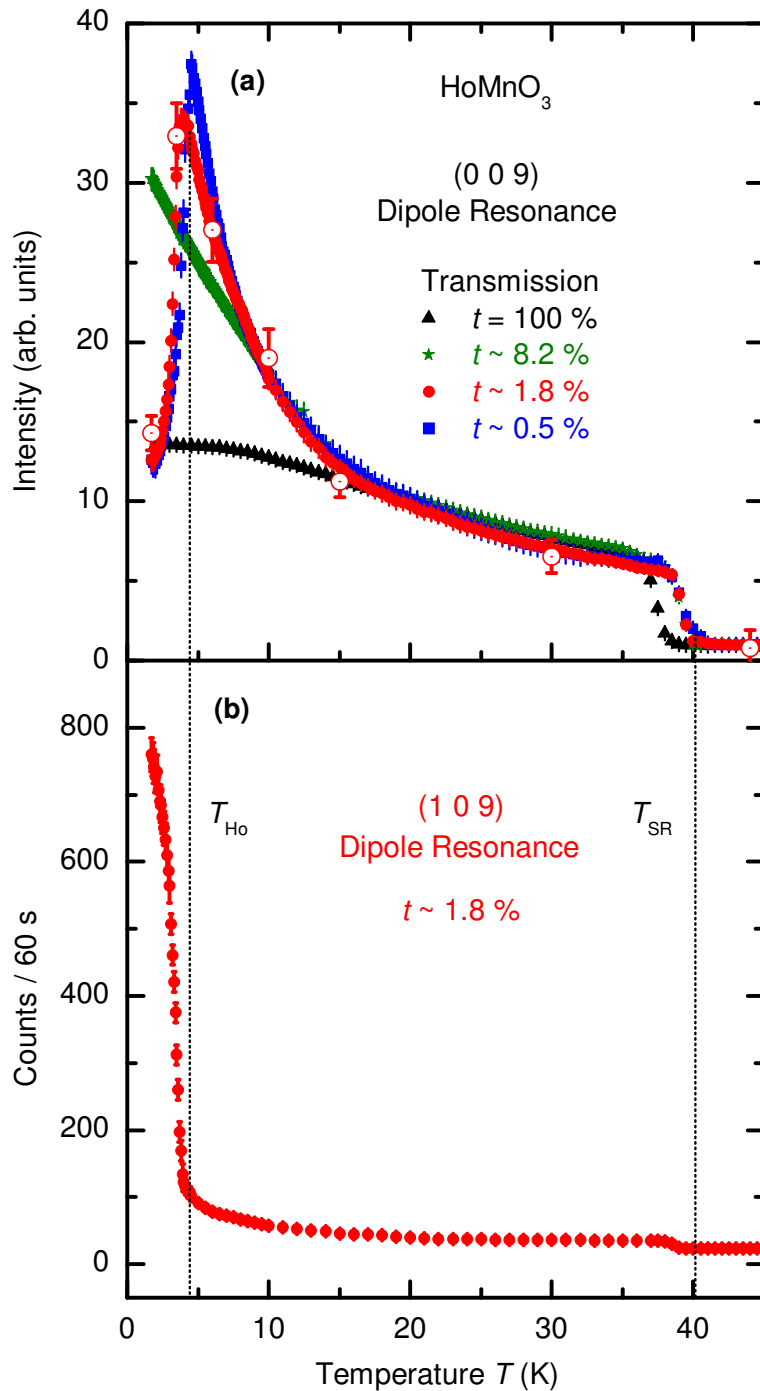 40
(a)
HoMnO3
30
(0 0 9)
Dipole Resonance
Intensity (arb. units)
Transmission
t = 100 %
20
t ~ 8.2 %
t ~ 1.8 %
t ~ 0.5 %
10
0
(b)
800
(1 0 9)
THo
TSR
Dipole Resonance
600
t ~ 1.8 %
Counts / 60 s
400
200
0
0 10 20 30 40
Temperature T (K)